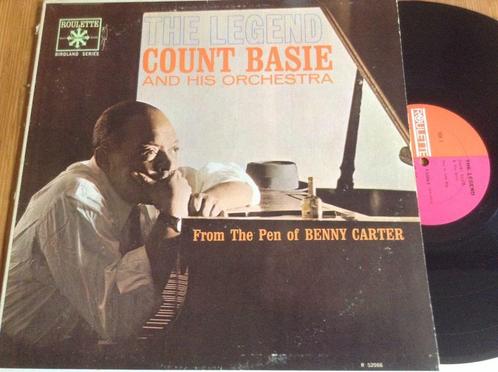 ROULETTE
BIRDLAND SERIES
THE LEGEND
COUNT BASIE
AND HIS ORCHESTRA
From The Pen of BENNY CARTER
R 52086
ROULETTE
THE LEGEND